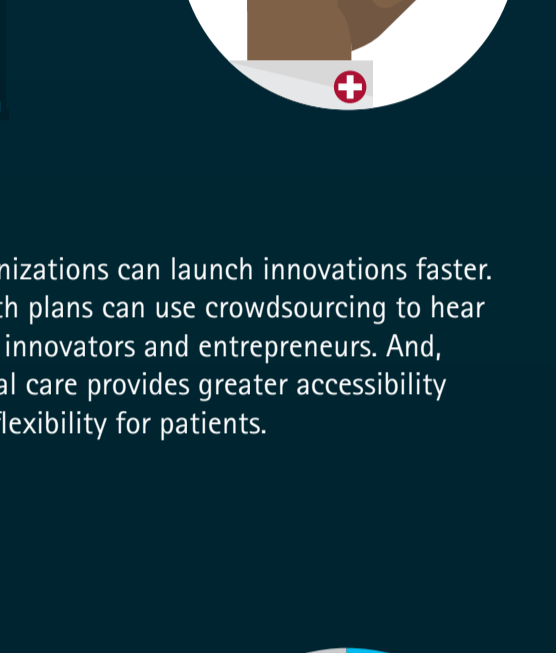 nizations can launch innovations faster.
th plans can use crowdsourcing to hear
innovators and entrepreneurs. And,
al care provides greater accessibility
flexibility for patients.